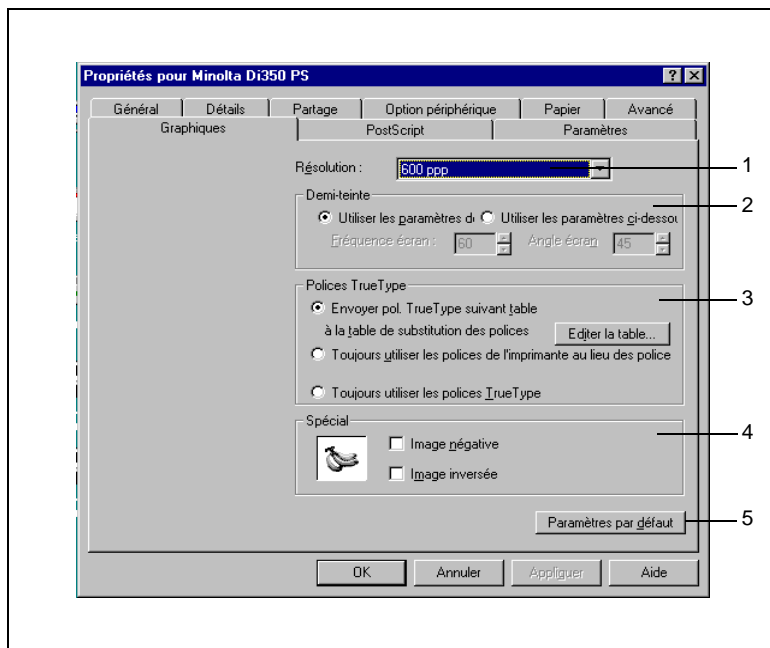 Propriétés pour Minolta Di350 PS
Général Détails Partage Option périphérique Papier Avancé
Graphiques PostScript Paramètres
Résolution : 600 ppp 1
Demi-teinte 2
Utiliser les paramètres d Utiliser les paramètres ci-dessou
Fréquence écran : 60 Angle écran 45
Polices TrueType 3
Envoyer pol. TrueType suivant table
à la table de substitution des polices Editer la table...
Toujours utiliser les polices de l'imprimante au lieu des police
Toujours utiliser les polices TrueType
Spécial 4
Image négative
Image inversée
Paramètres par défaut 5
OK Annuler Appliquer Aide